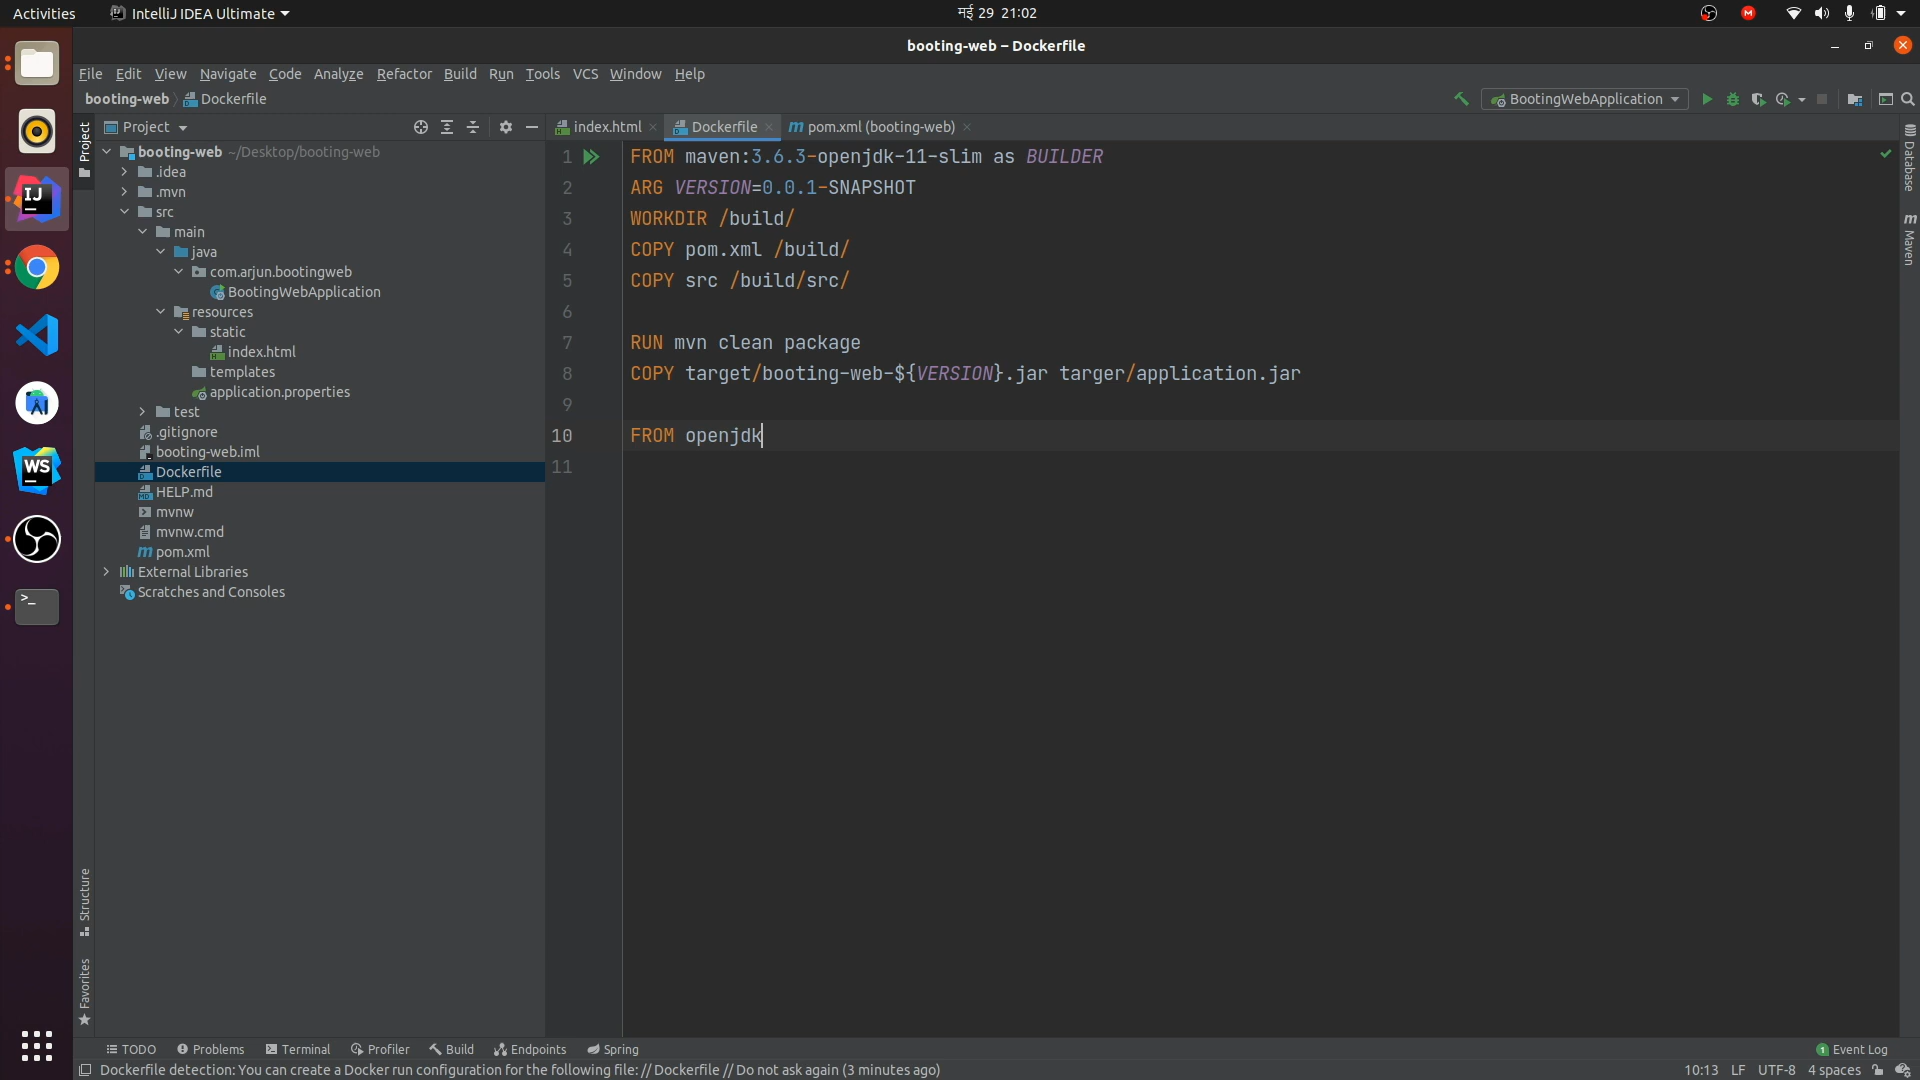 Activities
IntelliJ IDEA Ultimate
मई 29 21:02
M
booting-web – Dockerfile
File Edit View Navigate Code Analyze Refactor Build Run Tools VCS Window Help
booting-web Dockerfile
BootingWebApplication
Project
index.html
Dockerfile
m pom.xml (booting-web)
Project
Structure
Favorites
Database
m Maven
booting-web ~/Desktop/booting-web
.idea
.mvn
src
main
java
com.arjun.bootingweb
BootingWebApplication
resources
static
index.html
templates
application.properties
test
.gitignore
booting-web.iml
Dockerfile
HELP.md
mvnw
mvnw.cmd
m pom.xml
External Libraries
Scratches and Consoles
IJ
WS
>_
1 FROM maven:3.6.3-openjdk-11-slim as BUILDER
2 ARG VERSION=0.0.1-SNAPSHOT
3 WORKDIR /build/
4 COPY pom.xml /build/
5 COPY src /build/src/
6
7 RUN mvn clean package
8 COPY target/booting-web-${VERSION}.jar targer/application.jar
9
10 FROM openjdk
11
TODO Problems Terminal Profiler Build Endpoints Spring
1 Event Log
Dockerfile detection: You can create a Docker run configuration for the following file: // Dockerfile // Do not ask again (3 minutes ago)
10:13 LF UTF-8 4 spaces